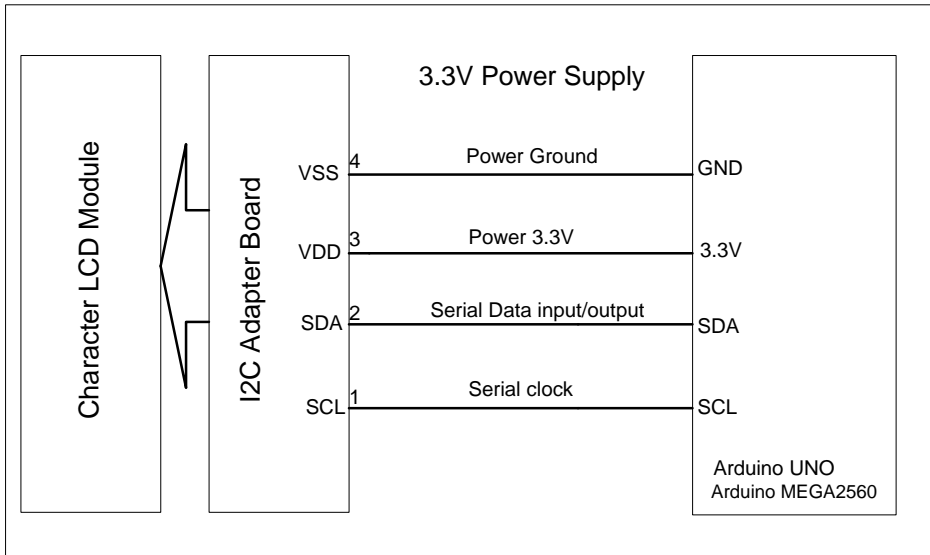 3.3V Power Supply
Character LCD Module
I2C Adapter Board
VSS 4 Power Ground GND
VDD 3 Power 3.3V 3.3V
SDA 2 Serial Data input/output SDA
SCL 1 Serial clock SCL
Arduino UNO
Arduino MEGA2560